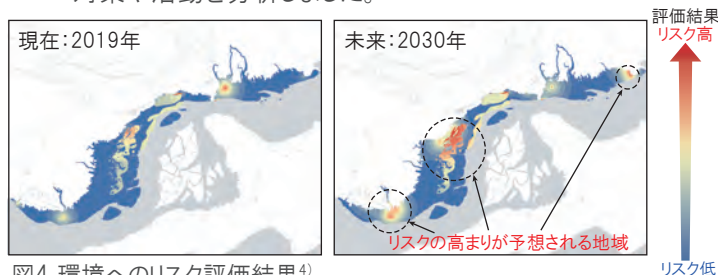 対策や活動を分析しました。
現在：2019年
未来：2030年
評価結果
リスク高
リスクの高まりが予想される地域
リスク低
図4 環境へのリスク評価結果4)